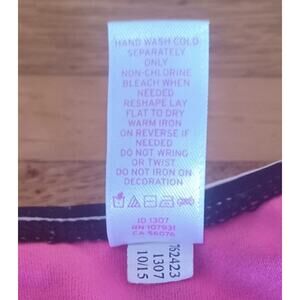 HAND WASH COLD
SEPARATELY
ONLY
NON-CHLORINE
BLEACH WHEN
NEEDED
RESHAPE LAY
FLAT TO DRY
WARM IRON
ON REVERSE IF
NEEDED
DO NOT WRING
OR TWIST
DO NOT IRON ON
DECORATION
ID 1307
RN 107931
CA 56076
62423
1307
10/15